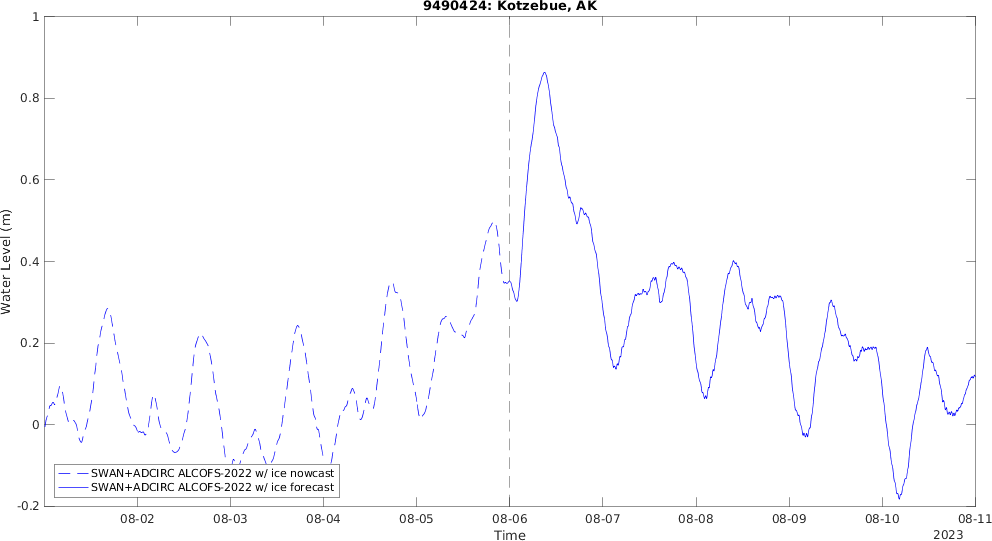 9490424: Kotzebue, AK
1
0.8
0.6
0.4
0.2
0
-0.2
Water Level (m)
SWAN+ADCIRC ALCOFS-2022 w/ ice nowcast
SWAN+ADCIRC ALCOFS-2022 w/ ice forecast
08-02 08-03 08-04 08-05 08-06 08-07 08-08 08-09 08-10 08-11
Time
2023